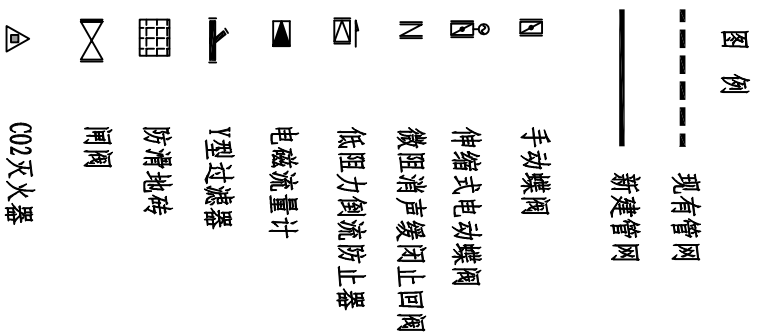 图 例
现有管网
新建管网
手动蝶阀
伸缩式电动蝶阀
微阻消声缓闭止回阀
低阻力倒流防止器
电磁流量计
Y型过滤器
防滑地砖
闸阀
CO2灭火器